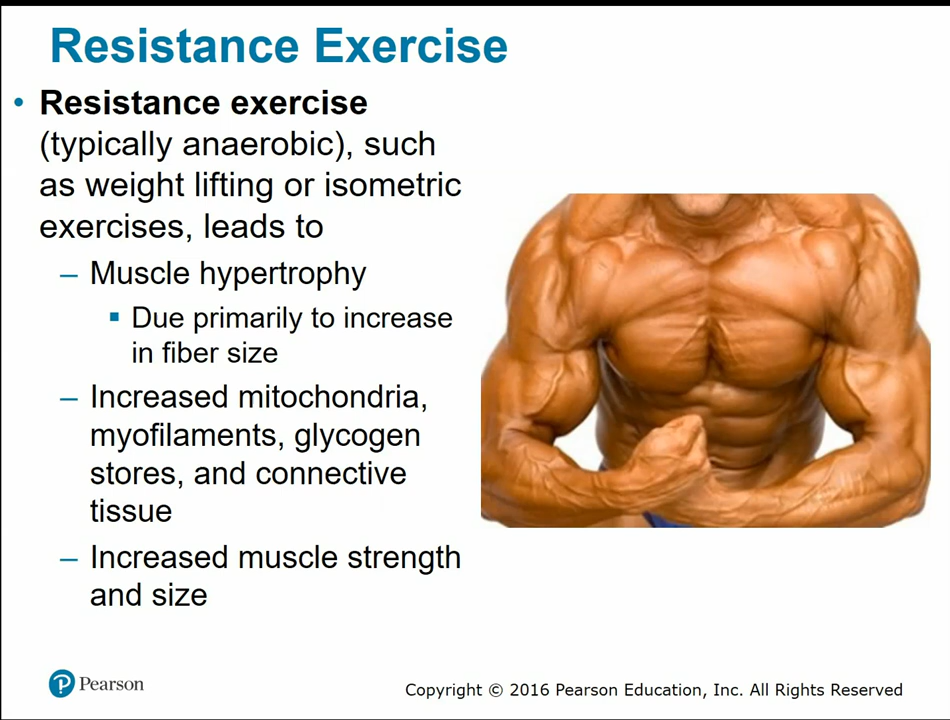 Resistance Exercise
• Resistance exercise
(typically anaerobic), such
as weight lifting or isometric
exercises, leads to
– Muscle hypertrophy
▪ Due primarily to increase
in fiber size
– Increased mitochondria,
myofilaments, glycogen
stores, and connective
tissue
– Increased muscle strength
and size
P Pearson
Copyright © 2016 Pearson Education, Inc. All Rights Reserved